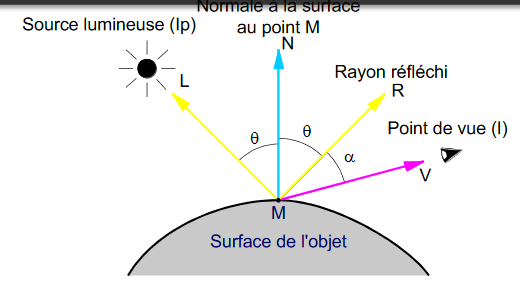 Normale à la surface
au point M
Source lumineuse (Ip)
N
L
Rayon réfléchi
R
θ
θ
Point de vue (I)
α
V
M
Surface de l'objet